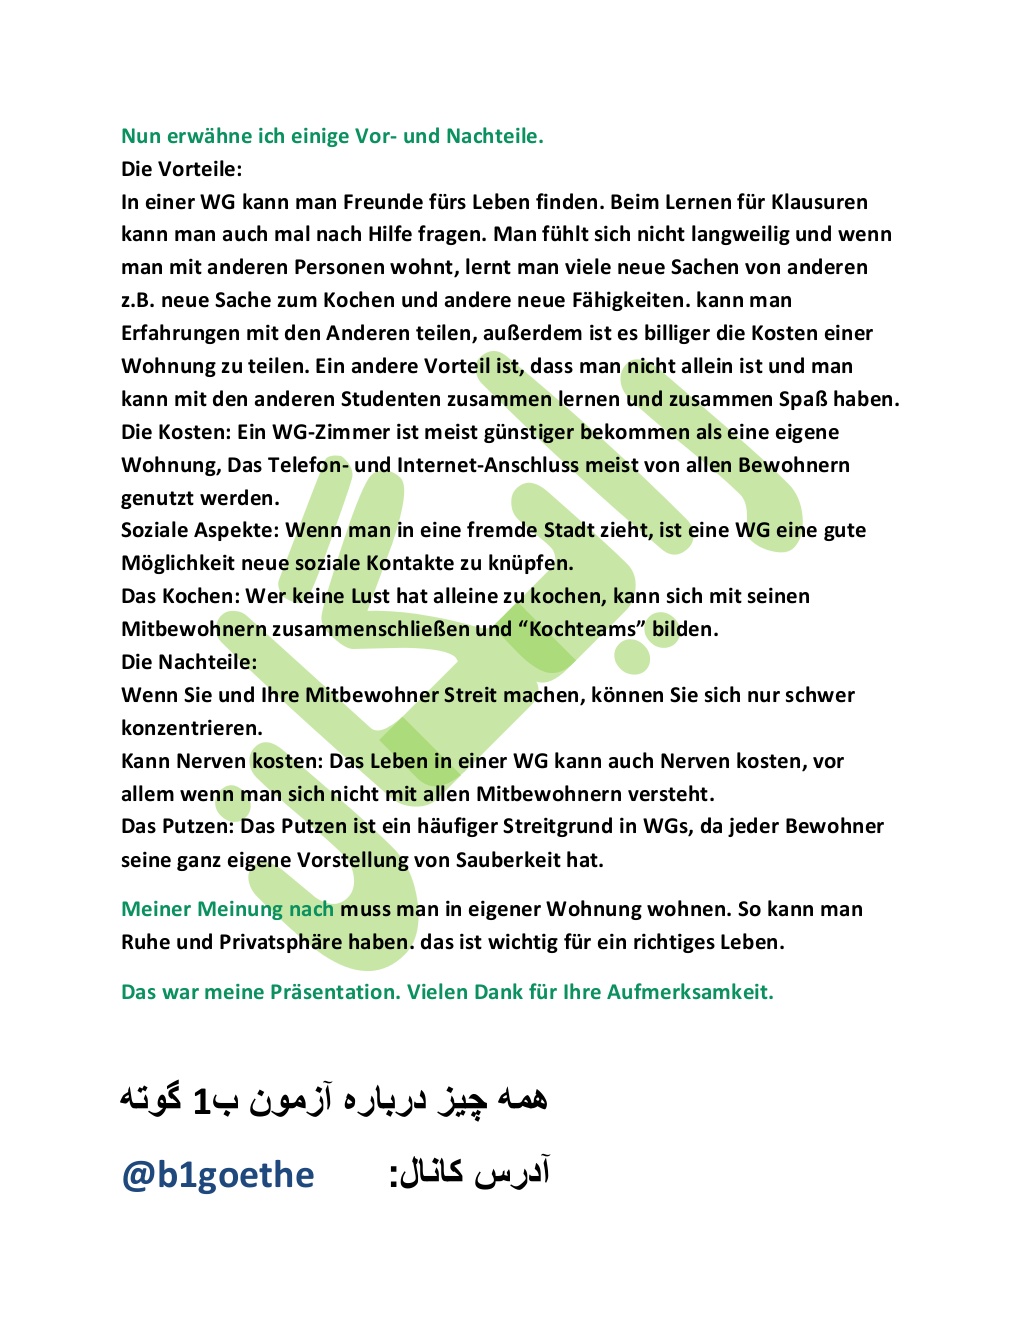 Nun erwähne ich einige Vor- und Nachteile.
Die Vorteile:
In einer WG kann man Freunde fürs Leben finden. Beim Lernen für Klausuren
kann man auch mal nach Hilfe fragen. Man fühlt sich nicht langweilig und wenn
man mit anderen Personen wohnt, lernt man viele neue Sachen von anderen
z.B. neue Sache zum Kochen und andere neue Fähigkeiten. kann man
Erfahrungen mit den Anderen teilen, außerdem ist es billiger die Kosten einer
Wohnung zu teilen. Ein andere Vorteil ist, dass man nicht allein ist und man
kann mit den anderen Studenten zusammen lernen und zusammen Spaß haben.
Die Kosten: Ein WG-Zimmer ist meist günstiger bekommen als eine eigene
Wohnung, Das Telefon- und Internet-Anschluss meist von allen Bewohnern
genutzt werden.
Soziale Aspekte: Wenn man in eine fremde Stadt zieht, ist eine WG eine gute
Möglichkeit neue soziale Kontakte zu knüpfen.
Das Kochen: Wer keine Lust hat alleine zu kochen, kann sich mit seinen
Mitbewohnern zusammenschließen und “Kochteams” bilden.
Die Nachteile:
Wenn Sie und Ihre Mitbewohner Streit machen, können Sie sich nur schwer
konzentrieren.
Kann Nerven kosten: Das Leben in einer WG kann auch Nerven kosten, vor
allem wenn man sich nicht mit allen Mitbewohnern versteht.
Das Putzen: Das Putzen ist ein häufiger Streitgrund in WGs, da jeder Bewohner
seine ganz eigene Vorstellung von Sauberkeit hat.
Meiner Meinung nach muss man in eigener Wohnung wohnen. So kann man
Ruhe und Privatsphäre haben. das ist wichtig für ein richtiges Leben.
Das war meine Präsentation. Vielen Dank für Ihre Aufmerksamkeit.
همه چیز درباره آزمون ب1 گوته
آدرس کانال: @b1goethe
رایگان